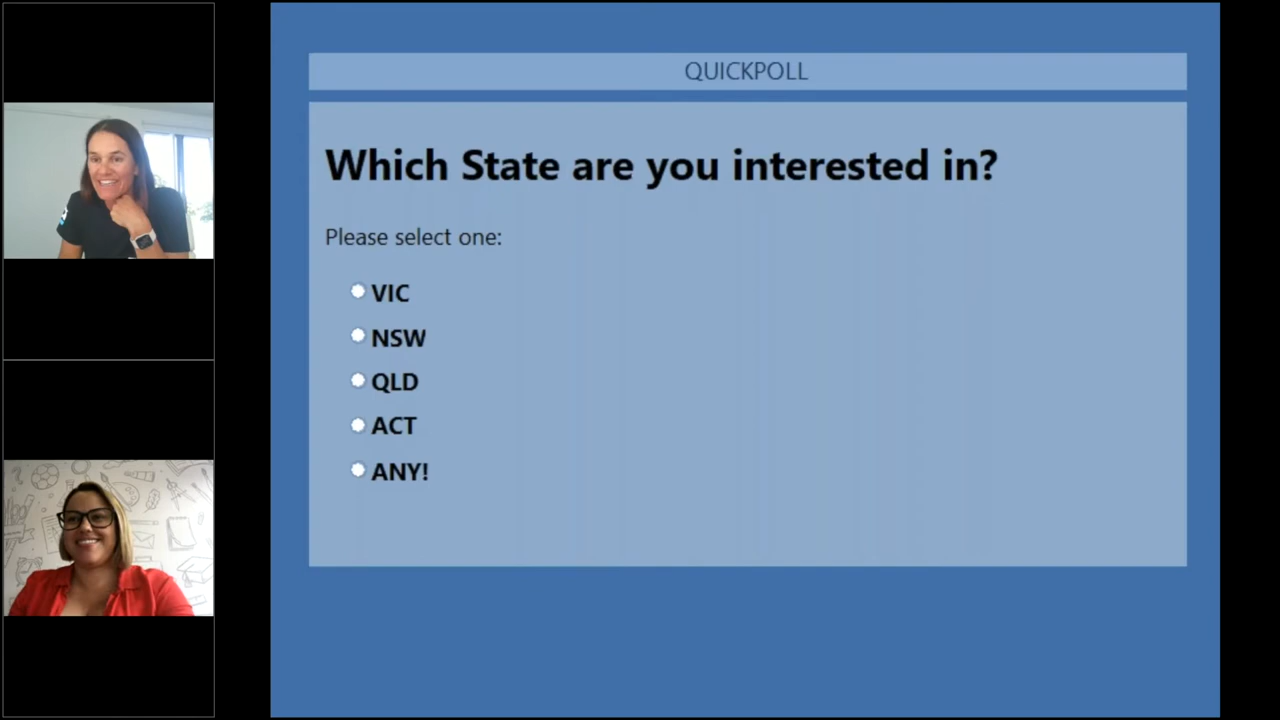 QUICKPOLL
Which State are you interested in?
Please select one:
VIC
NSW
QLD
ACT
ANY!